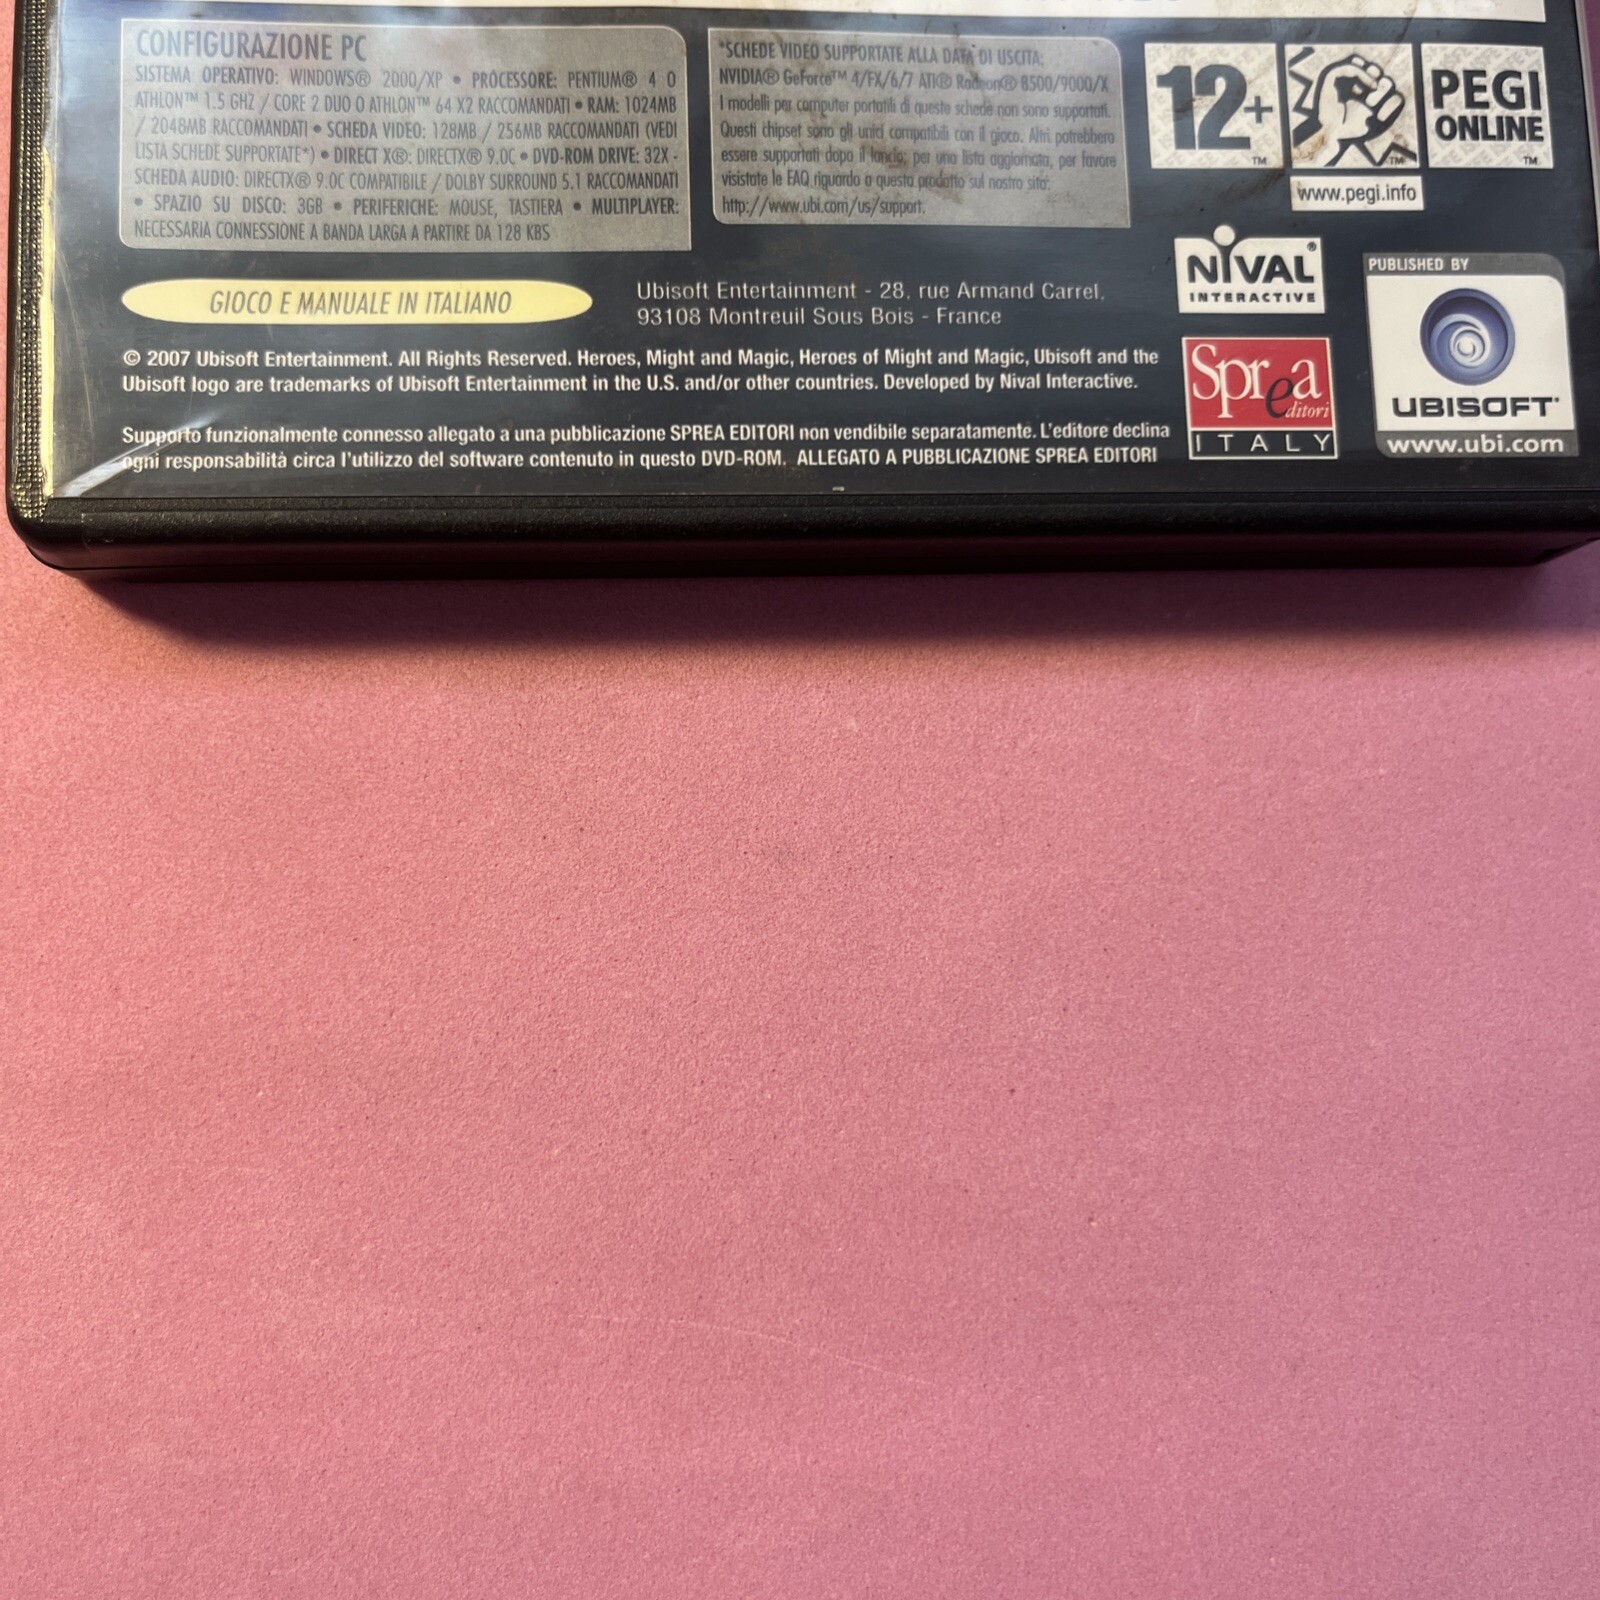 CONFIGURAZIONE PC
SISTEMA OPERATIVO: WINDOWS® 2000/XP • PROCESSORE: PENTIUM® 4 O
ATHLON™ 1.5 GHZ / CORE 2 DUO O ATHLON™ 64 X2 RACCOMANDATI • RAM: 1024MB
/ 2048MB RACCOMANDATI • SCHEDA VIDEO: 128MB / 256MB RACCOMANDATI (VEDI
LISTA SCHEDE SUPPORTATE*) • DIRECT X®: DIRECTX® 9.0C • DVD-ROM DRIVE: 32X -
SCHEDA AUDIO: DIRECTX® 9.0C COMPATIBILE / DOLBY SURROUND 5.1 RACCOMANDATI
• SPAZIO SU DISCO: 3GB • PERIFERICHE: MOUSE, TASTIERA • MULTIPLAYER:
NECESSARIA CONNESSIONE A BANDA LARGA A PARTIRE DA 128 KBS
*SCHEDE VIDEO SUPPORTATE ALLA DATA DI USCITA:
NVIDIA® GeForce™ 4/FX/6/7 ATI® Radeon® 8500/9000/X
I modelli per computer portatili di queste schede non sono supportati.
Questi chipset sono gli unici compatibili con il gioco. Altri potrebbero
essere supportati dopo il lancio; per una lista aggiornata, per favore
visistate le FAQ riguardo a questo prodotto sul nostro sito:
http://www.ubi.com/us/support.
12+™
™
PEGI
ONLINE
™
www.pegi.info
GIOCO E MANUALE IN ITALIANO
Ubisoft Entertainment - 28, rue Armand Carrel,
93108 Montreuil Sous Bois - France
NIVAL®
INTERACTIVE
PUBLISHED BY
UBISOFT
www.ubi.com
© 2007 Ubisoft Entertainment. All Rights Reserved. Heroes, Might and Magic, Heroes of Might and Magic, Ubisoft and the
Ubisoft logo are trademarks of Ubisoft Entertainment in the U.S. and/or other countries. Developed by Nival Interactive.
Sprea
editori
ITALY
Supporto funzionalmente connesso allegato a una pubblicazione SPREA EDITORI non vendibile separatamente. L'editore declina
ogni responsabilità circa l'utilizzo del software contenuto in questo DVD-ROM. ALLEGATO A PUBBLICAZIONE SPREA EDITORI